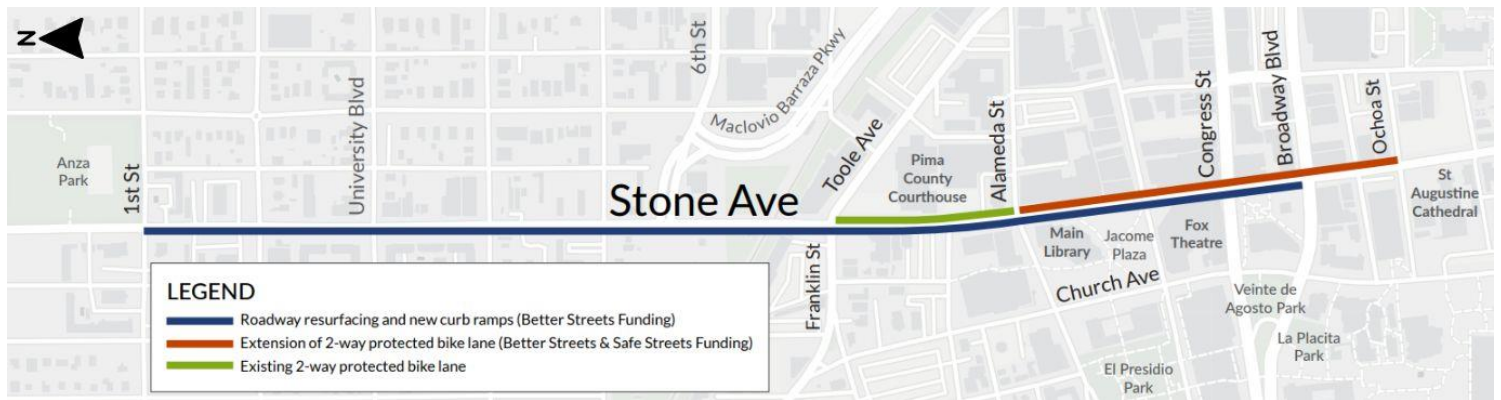 N
6th St
Maclovio Barraza Pkwy
University Blvd
1st St
Anza
Park
Stone Ave
Toole Ave
Pima
County
Courthouse
Alameda St
Congress St
Broadway Blvd
Ochoa St
St
Augustine
Cathedral
Main
Library
Jacome
Plaza
Fox
Theatre
Church Ave
Franklin St
Veinte de
Agosto Park
La Placita
Park
El Presidio
Park
LEGEND
Roadway resurfacing and new curb ramps (Better Streets Funding)
Extension of 2-way protected bike lane (Better Streets & Safe Streets Funding)
Existing 2-way protected bike lane